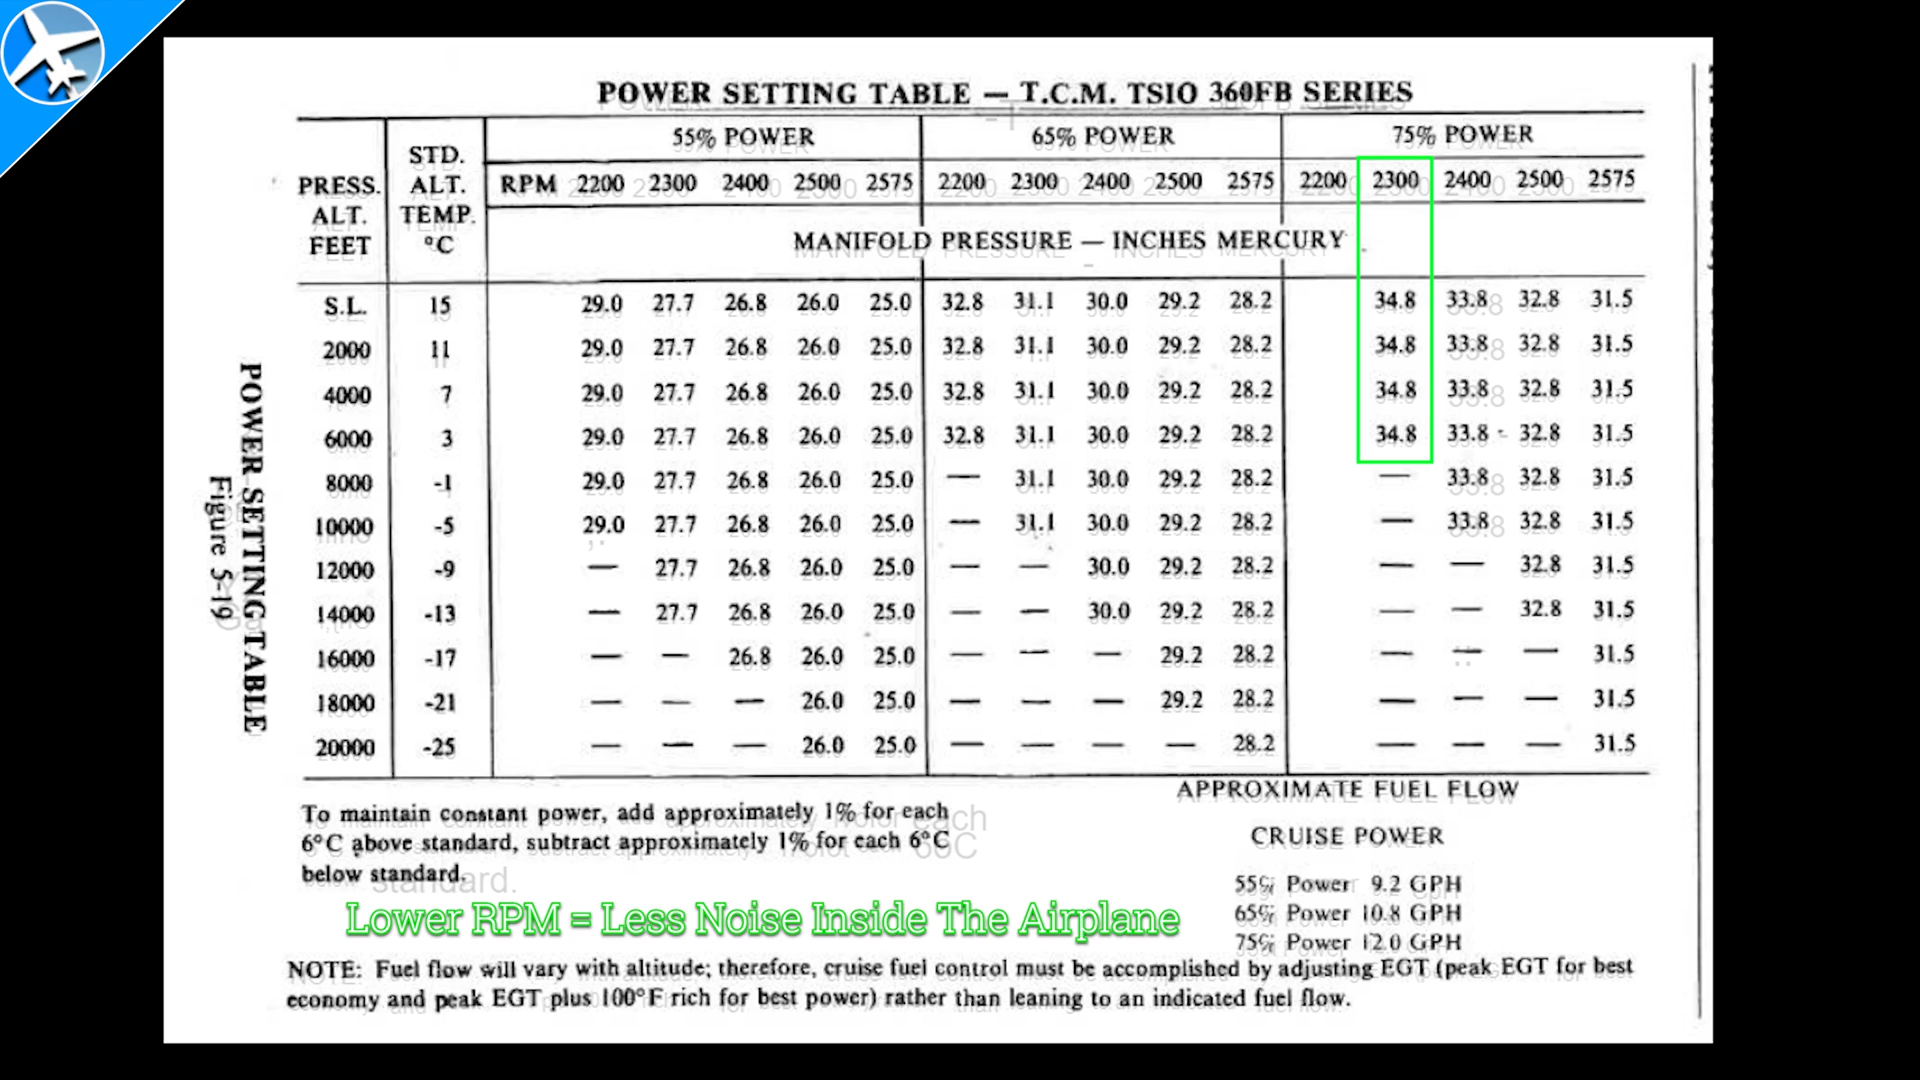 POWER SETTING TABLE — T.C.M. TSIO 360FB SERIES
PRESS. ALT. FEET STD. ALT. TEMP. °C 55% POWER 65% POWER 75% POWER
RPM 2200 2300 2400 2500 2575 2200 2300 2400 2500 2575 2200 2300 2400 2500 2575
MANIFOLD PRESSURE — INCHES MERCURY
S.L. 15 29.0 27.7 26.8 26.0 25.0 32.8 31.1 30.0 29.2 28.2 34.8 33.8 32.8 31.5
2000 11 29.0 27.7 26.8 26.0 25.0 32.8 31.1 30.0 29.2 28.2 34.8 33.8 32.8 31.5
4000 7 29.0 27.7 26.8 26.0 25.0 32.8 31.1 30.0 29.2 28.2 34.8 33.8 32.8 31.5
6000 3 29.0 27.7 26.8 26.0 25.0 32.8 31.1 30.0 29.2 28.2 34.8 33.8 32.8 31.5
8000 -1 29.0 27.7 26.8 26.0 25.0 — 31.1 30.0 29.2 28.2 — 33.8 32.8 31.5
10000 -5 29.0 27.7 26.8 26.0 25.0 — 31.1 30.0 29.2 28.2 — 33.8 32.8 31.5
12000 -9 — 27.7 26.8 26.0 25.0 — — 30.0 29.2 28.2 — — 32.8 31.5
14000 -13 — 27.7 26.8 26.0 25.0 — — 30.0 29.2 28.2 — — 32.8 31.5
16000 -17 — — 26.8 26.0 25.0 — — — 29.2 28.2 — — — 31.5
18000 -21 — — — 26.0 25.0 — — — 29.2 28.2 — — — 31.5
20000 -25 — — — 26.0 25.0 — — — — 28.2 — — — 31.5
POWER SETTING TABLE
Figure 5-19
To maintain constant power, add approximately 1% for each
6°C above standard, subtract approximately 1% for each 6°C
below standard.
APPROXIMATE FUEL FLOW
CRUISE POWER
55% Power 9.2 GPH
65% Power 10.8 GPH
75% Power 12.0 GPH
Lower RPM = Less Noise Inside The Airplane
NOTE: Fuel flow will vary with altitude; therefore, cruise fuel control must be accomplished by adjusting EGT (peak EGT for best
economy and peak EGT plus 100°F rich for best power) rather than leaning to an indicated fuel flow.